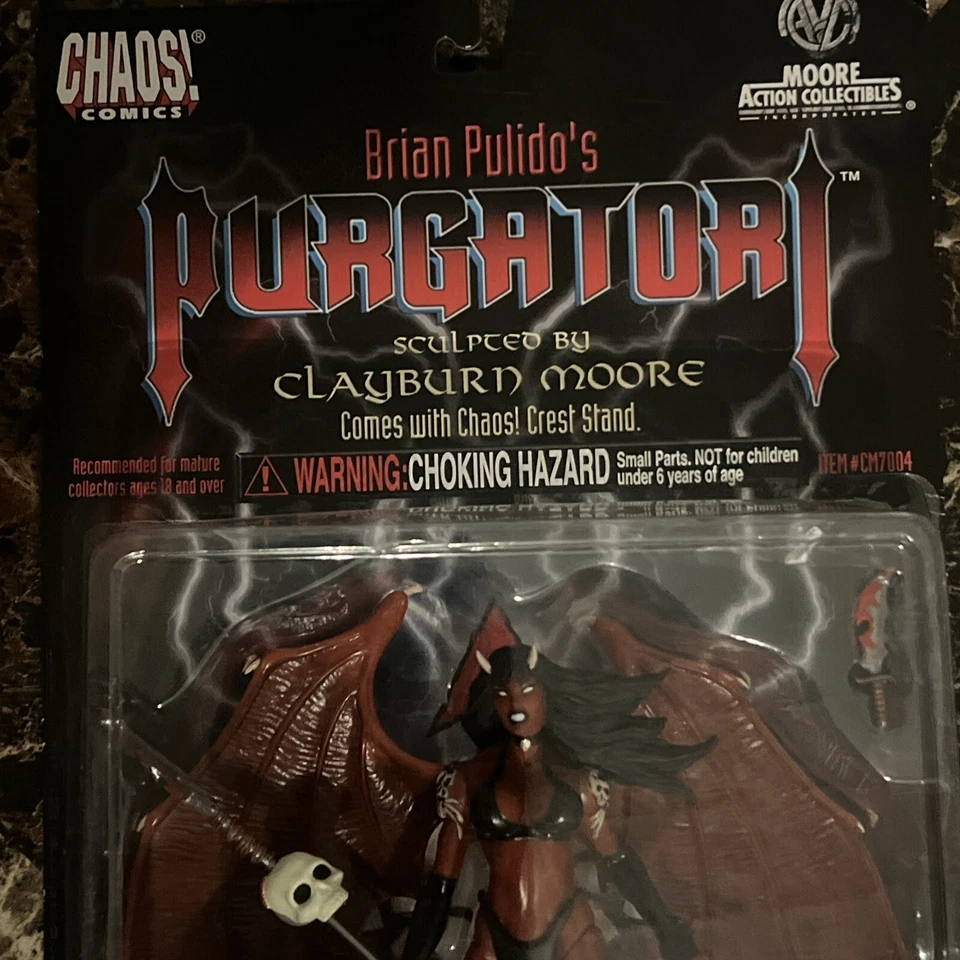 CHAOS!®
COMICS
AVC
MOORE
ACTION COLLECTIBLES®
INCORPORATED
Brian Pulido's
PURGATORI™
SCULPTED BY
CLAYBURN MOORE
Comes with Chaos! Crest Stand.
Recommended for mature
collectors ages 18 and over
WARNING: CHOKING HAZARD
Small Parts. NOT for children
under 6 years of age
ITEM #CM7004